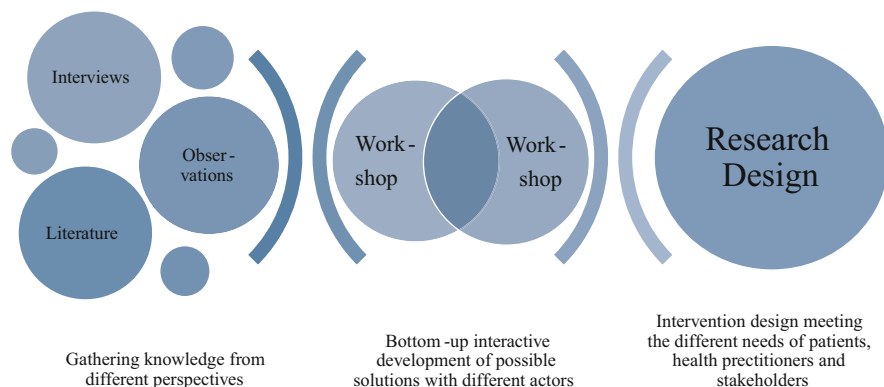 Interviews
Obser-
vations
Literature
Work-
shop
Work-
shop
Research
Design
Gathering knowledge from
different perspectives
Bottom-up interactive
development of possible
solutions with different actors
Intervention design meeting
the different needs of patients,
health prectitioners and
stakeholders